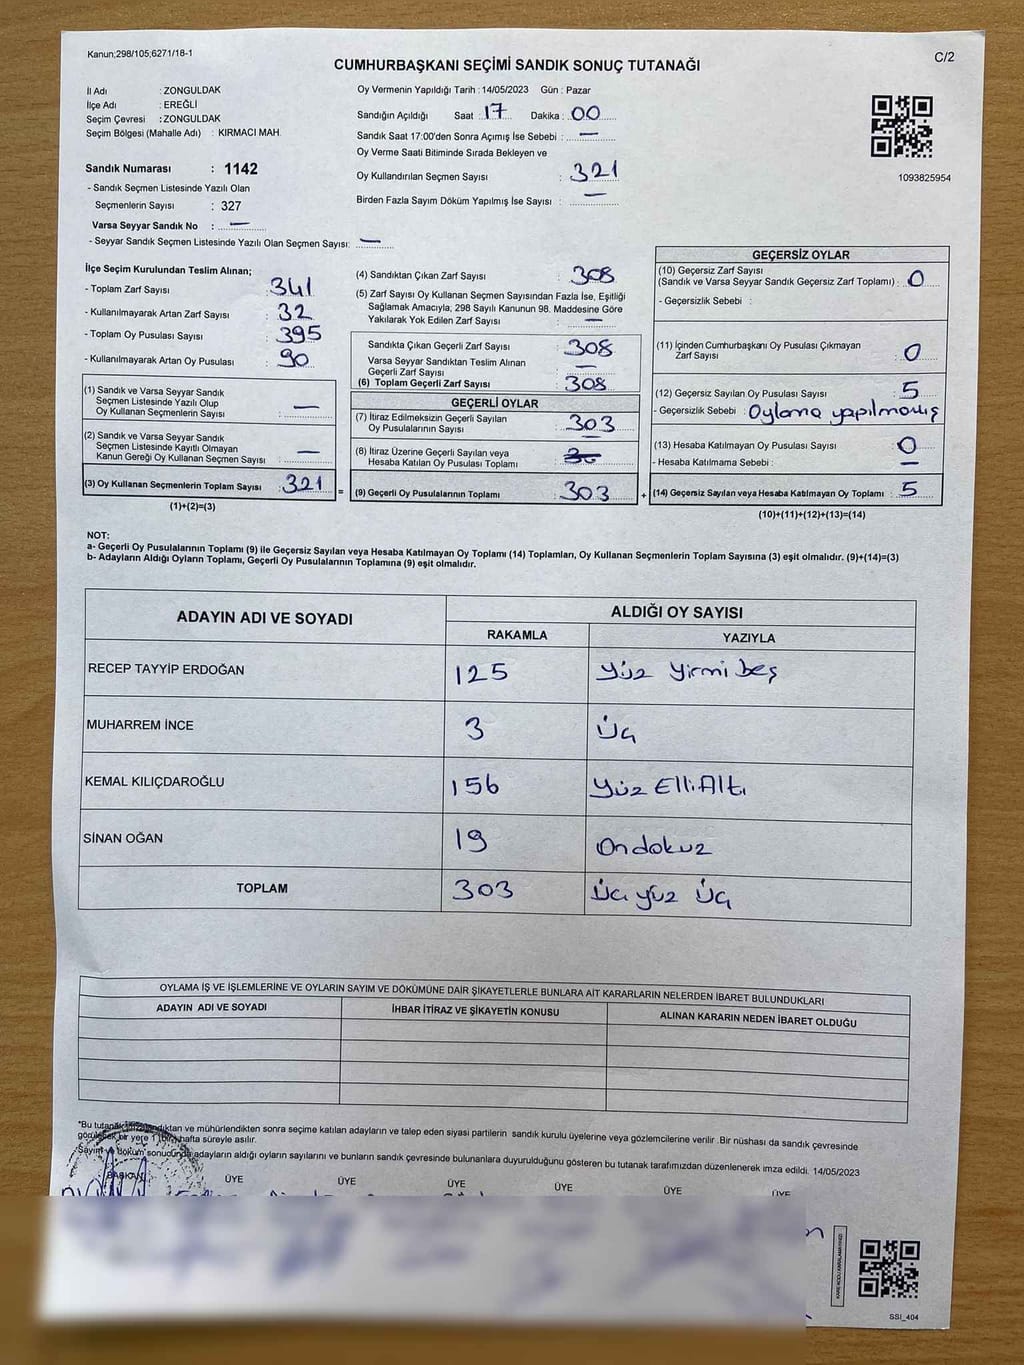 Kanun;298/105;6271/18-1
C/2
CUMHURBAŞKANI SEÇİMİ SANDIK SONUÇ TUTANAĞI
İl Adı : ZONGULDAK
İlçe Adı : EREĞLİ
Seçim Çevresi : ZONGULDAK
Seçim Bölgesi (Mahalle Adı) : KIRMACI MAH.
Sandık Numarası : 1142
- Sandık Seçmen Listesinde Yazılı Olan
Seçmenlerin Sayısı : 327
Varsa Seyyar Sandık No : —
- Seyyar Sandık Seçmen Listesinde Yazılı Olan Seçmen Sayısı: —
Oy Vermenin Yapıldığı Tarih : 14/05/2023 Gün : Pazar
Sandığın Açıldığı Saat : 17 Dakika : 00
Sandık Saat 17:00'den Sonra Açımış İse Sebebi : —
Oy Verme Saati Bitiminde Sırada Bekleyen ve
Oy Kullandırılan Seçmen Sayısı : 321
Birden Fazla Sayım Döküm Yapılmış İse Sayısı : —
1093825954
İlçe Seçim Kurulundan Teslim Alınan;
- Toplam Zarf Sayısı : 341
- Kullanılmayarak Artan Zarf Sayısı : 32
- Toplam Oy Pusulası Sayısı : 395
- Kullanılmayarak Artan Oy Pusulası : 90
(1) Sandık ve Varsa Seyyar Sandık
Seçmen Listesinde Yazılı Olup
Oy Kullanan Seçmenlerin Sayısı : —
(2) Sandık ve Varsa Seyyar Sandık
Seçmen Listesinde Kayıtlı Olmayan
Kanun Gereği Oy Kullanan Seçmen Sayısı : —
(3) Oy Kullanan Seçmenlerin Toplam Sayısı : 321 =
(1)+(2)=(3)
(4) Sandıktan Çıkan Zarf Sayısı : 308
(5) Zarf Sayısı Oy Kullanan Seçmen Sayısından Fazla İse, Eşitliği
Sağlamak Amacıyla, 298 Sayılı Kanunun 98. Maddesine Göre
Yakılarak Yok Edilen Zarf Sayısı : —
Sandıkta Çıkan Geçerli Zarf Sayısı : 308
Varsa Seyyar Sandıktan Teslim Alınan
Geçerli Zarf Sayısı : —
(6) Toplam Geçerli Zarf Sayısı : 308
GEÇERLİ OYLAR
(7) İtiraz Edilmeksizin Geçerli Sayılan
Oy Pusulalarının Sayısı : 303
(8) İtiraz Üzerine Geçerli Sayılan veya
Hesaba Katılan Oy Pusulası Toplamı :
(9) Geçerli Oy Pusulalarının Toplamı : 303 +
GEÇERSİZ OYLAR
(10) Geçersiz Zarf Sayısı
(Sandık ve Varsa Seyyar Sandık Geçersiz Zarf Toplamı) : 0
- Geçersizlik Sebebi :
(11) İçinden Cumhurbaşkanı Oy Pusulası Çıkmayan
Zarf Sayısı : 0
(12) Geçersiz Sayılan Oy Pusulası Sayısı : 5
- Geçersizlik Sebebi : Oylama yapılmamış
(13) Hesaba Katılmayan Oy Pusulası Sayısı : 0
- Hesaba Katılmama Sebebi : —
(14) Geçersiz Sayılan veya Hesaba Katılmayan Oy Toplamı : 5
(10)+(11)+(12)+(13)=(14)
NOT:
a- Geçerli Oy Pusulalarının Toplamı (9) ile Geçersiz Sayılan veya Hesaba Katılmayan Oy Toplamı (14) Toplamları, Oy Kullanan Seçmenlerin Toplam Sayısına (3) eşit olmalıdır. (9)+(14)=(3)
b- Adayların Aldığı Oyların Toplamı, Geçerli Oy Pusulalarının Toplamına (9) eşit olmalıdır.
ADAYIN ADI VE SOYADI ALDIĞI OY SAYISI
RAKAMLA YAZIYLA
RECEP TAYYİP ERDOĞAN 125 Yüz Yirmi beş
MUHARREM İNCE 3 Üç
KEMAL KILIÇDAROĞLU 156 Yüz Elli Altı
SİNAN OĞAN 19 Ondokuz
TOPLAM 303 Üç yüz Üç
OYLAMA İŞ VE İŞLEMLERİNE VE OYLARIN SAYIM VE DÖKÜMÜNE DAİR ŞİKAYETLERLE BUNLARA AİT KARARLARIN NELERDEN İBARET BULUNDUKLARI
ADAYIN ADI VE SOYADI İHBAR İTİRAZ VE ŞİKAYETİN KONUSU ALINAN KARARIN NEDEN İBARET OLDUĞU
*Bu tutanak imzalandıktan ve mühürlendikten sonra seçime katılan adayların ve talep eden siyasi partilerin sandık kurulu üyelerine veya gözlemcilerine verilir .Bir nüshası da sandık çevresinde
görülecek bir yere 1 (bir) hafta süreyle asılır.
Sayım ve döküm sonucunda adayların aldığı oyların sayılarını ve bunların sandık çevresinde bulunanlara duyurulduğunu gösteren bu tutanak tarafımızdan düzenlenerek imza edildi. 14/05/2023
BAŞKAN ÜYE ÜYE ÜYE ÜYE ÜYE ÜYE
SSI_404